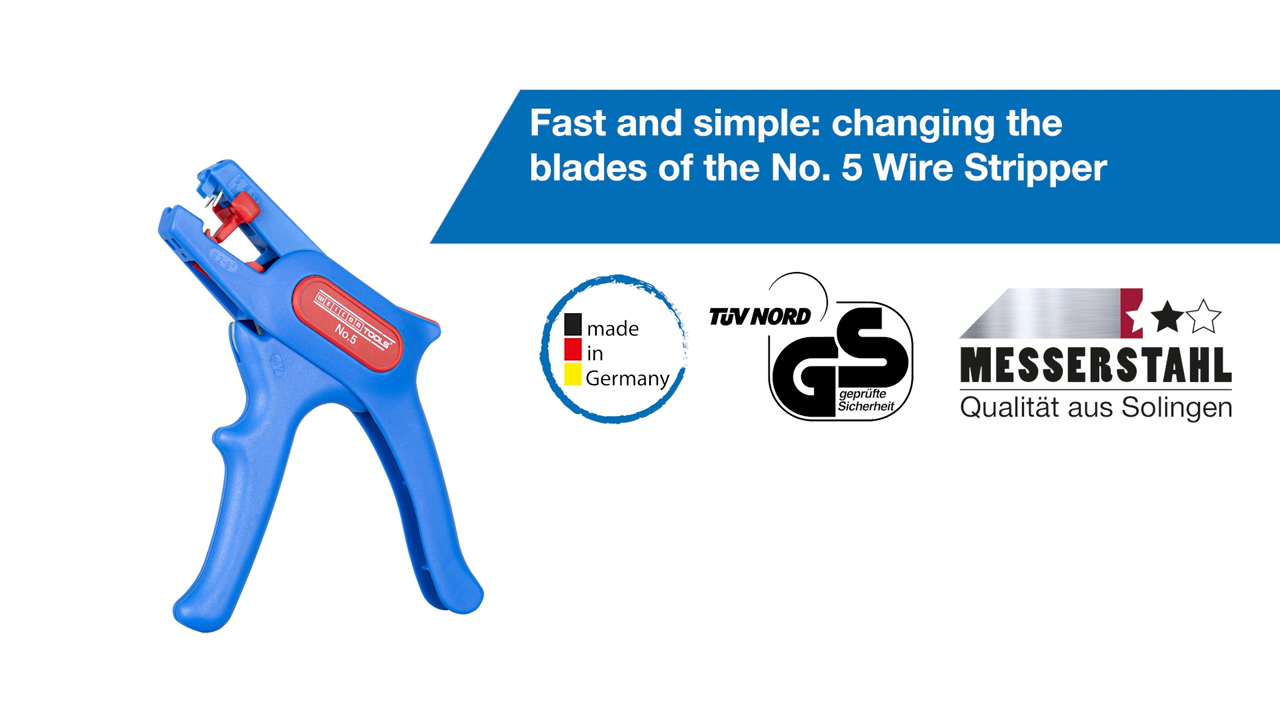 Fast and simple: changing the
blades of the No. 5 Wire Stripper
WEICON TOOLS
No.5
made
in
Germany
TÜV NORD
GS
geprüfte
Sicherheit
MESSERSTAHL
Qualität aus Solingen